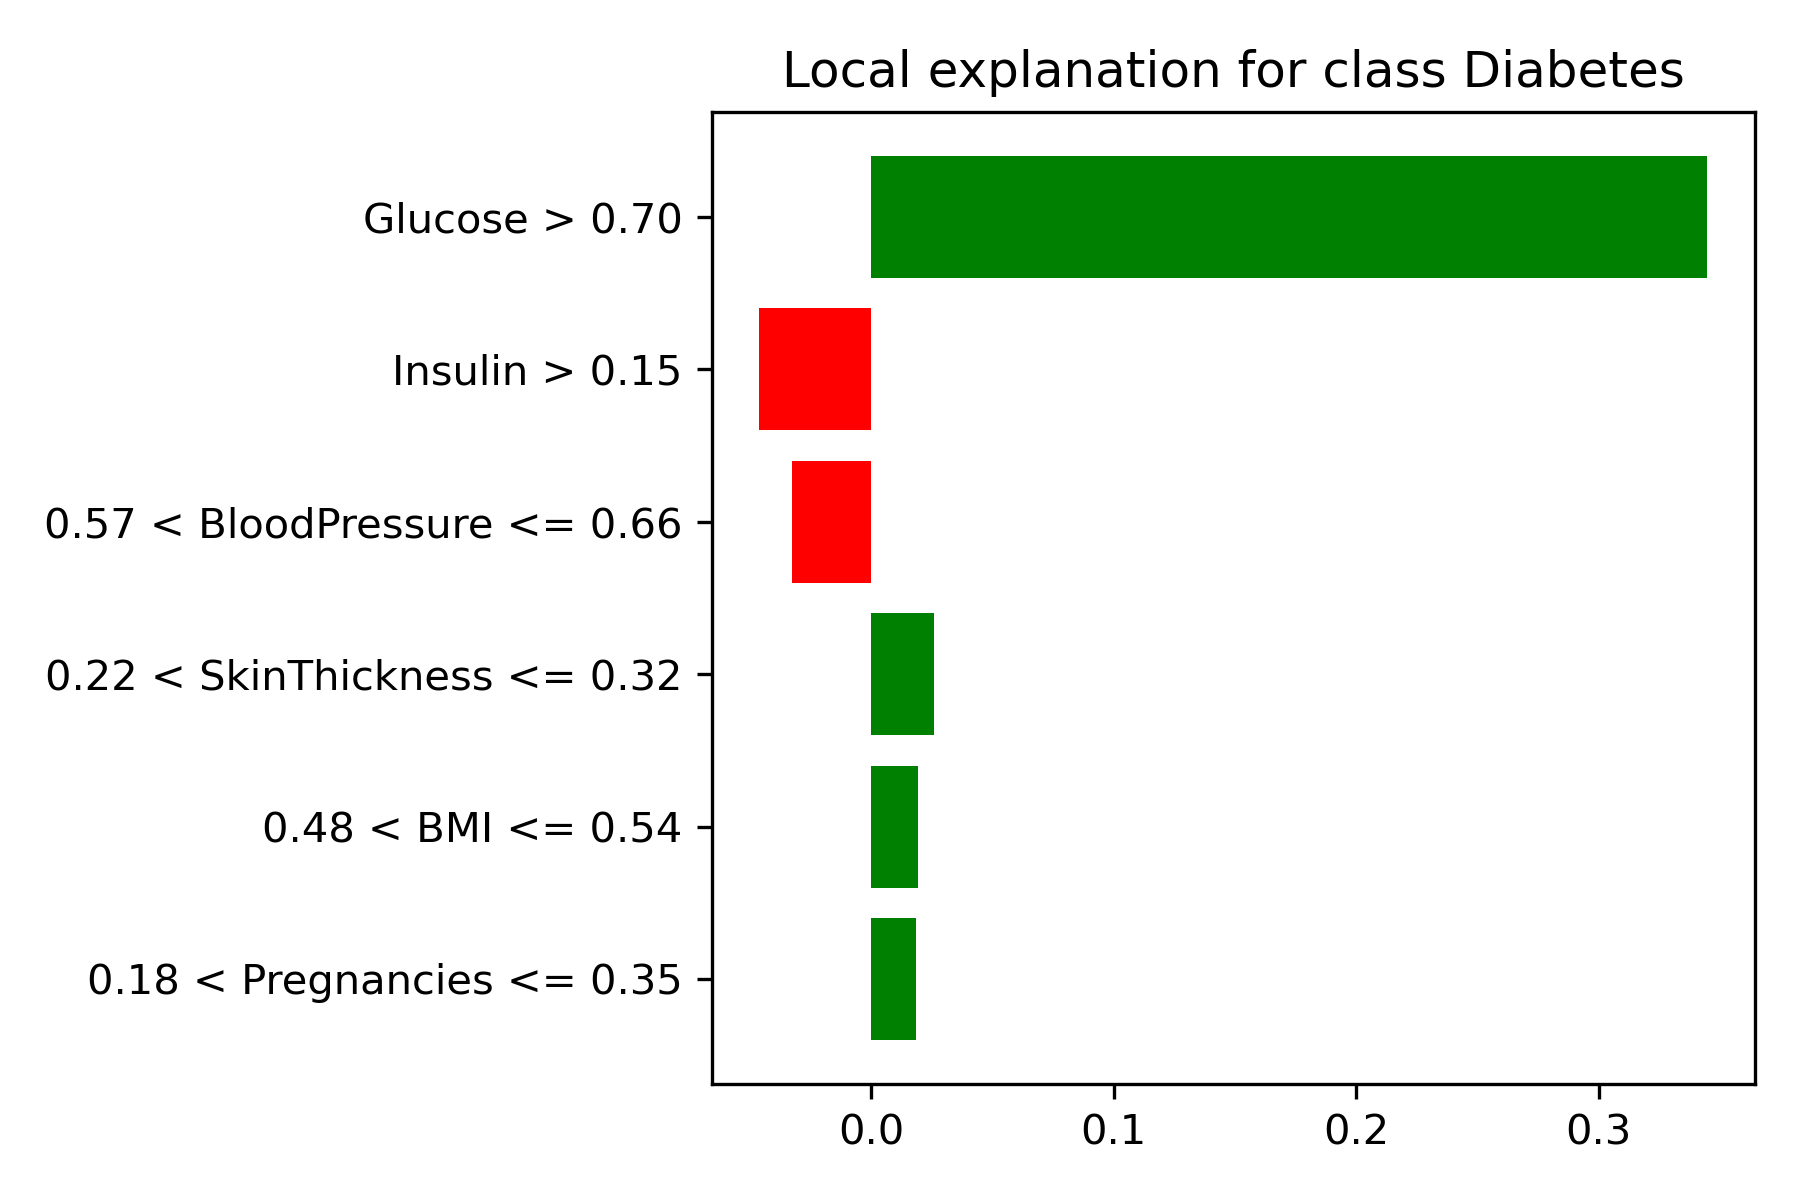 Local explanation for class Diabetes
Glucose > 0.70
Insulin > 0.15
0.57 < BloodPressure <= 0.66
0.22 < SkinThickness <= 0.32
0.48 < BMI <= 0.54
0.18 < Pregnancies <= 0.35
0.0 0.1 0.2 0.3